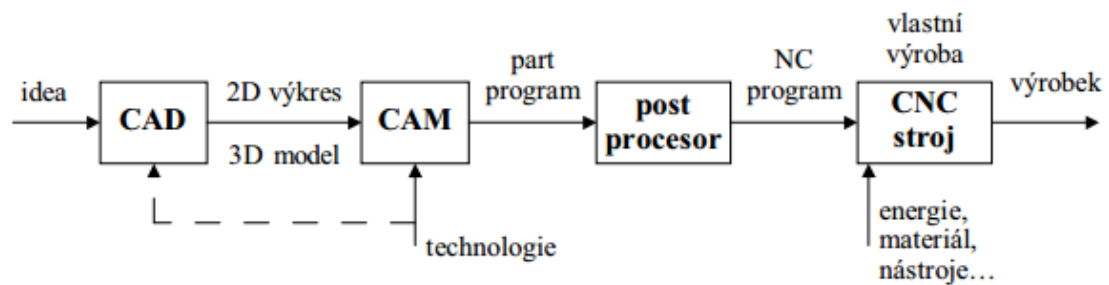 idea
CAD
2D výkres
3D model
CAM
part
program
post
procesor
NC
program
vlastní
výroba
CNC
stroj
výrobek
technologie
energie,
materiál,
nástroje…